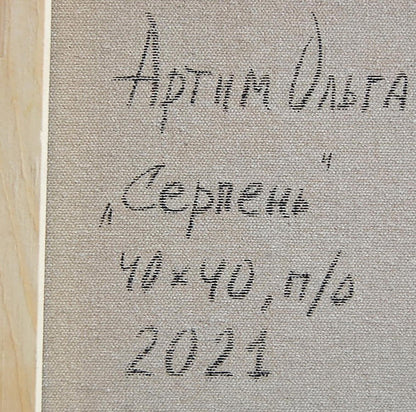 Артим Ольга
„Серпень"
40×40, п/о
2021